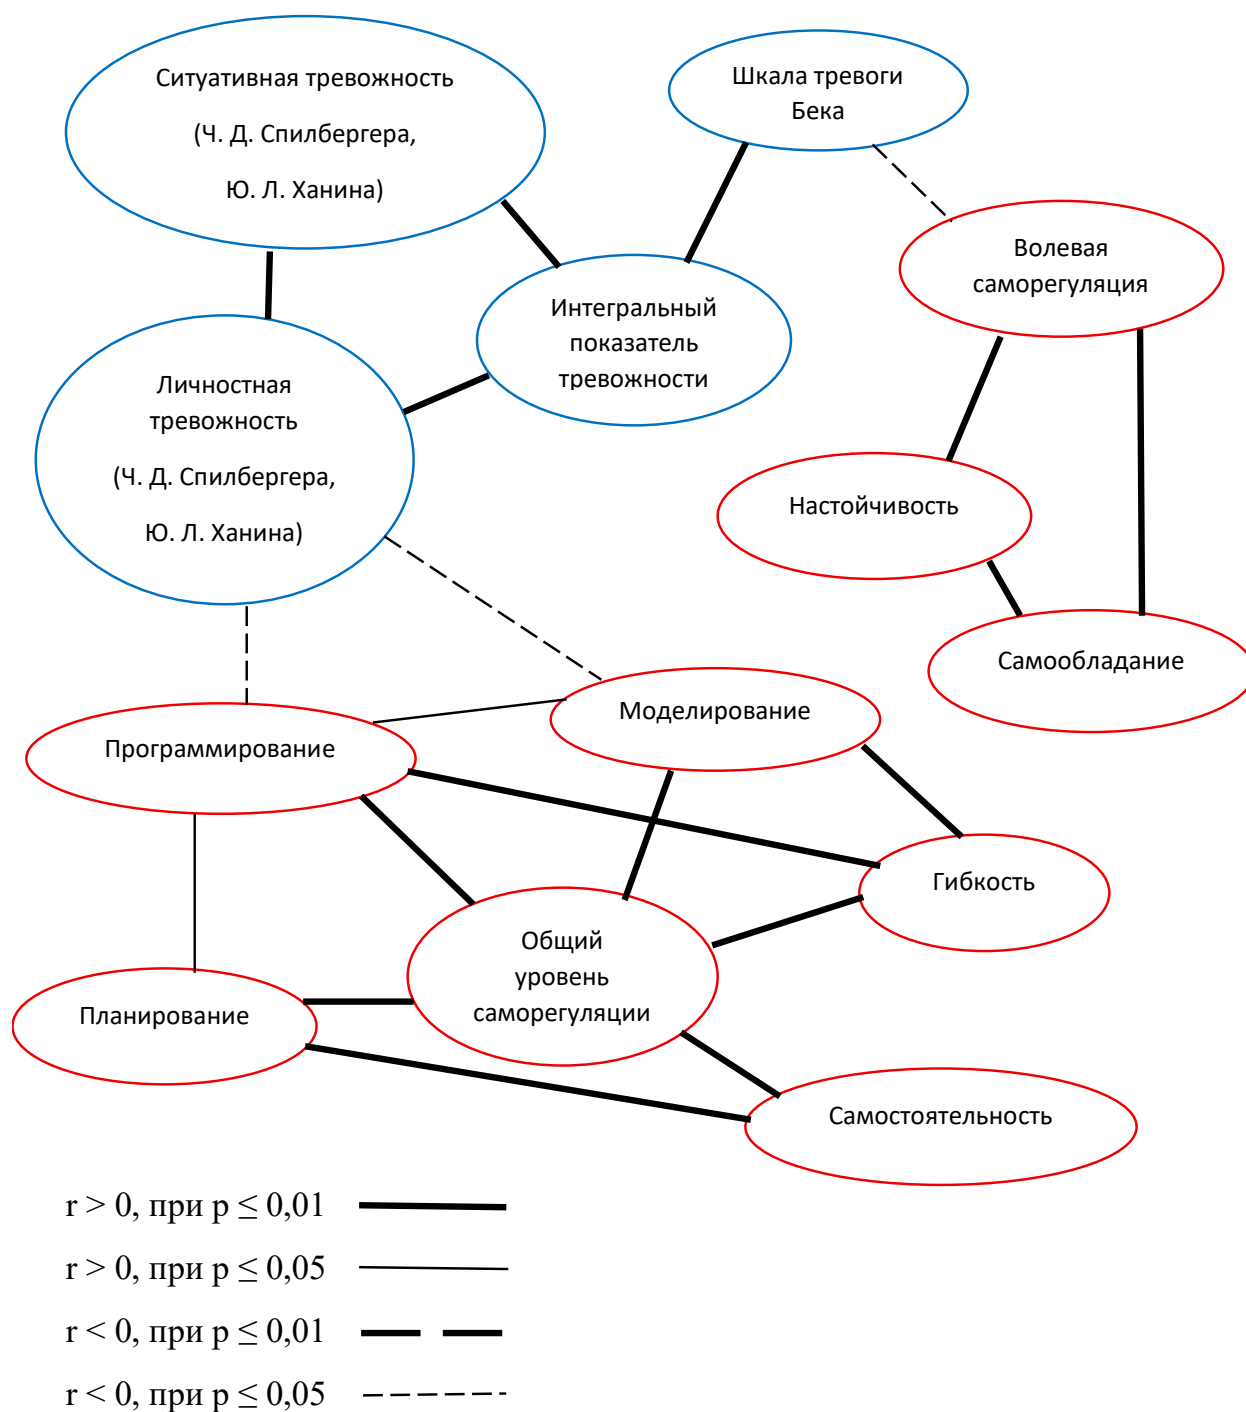 Ситуативная тревожность
(Ч. Д. Спилбергера,
Ю. Л. Ханина)
Шкала тревоги
Бека
Волевая
саморегуляция
Интегральный
показатель
тревожности
Личностная
тревожность
(Ч. Д. Спилбергера,
Ю. Л. Ханина)
Настойчивость
Самообладание
Моделирование
Программирование
Гибкость
Общий
уровень
саморегуляции
Планирование
Самостоятельность
r > 0, при p ≤ 0,01
r > 0, при p ≤ 0,05
r < 0, при p ≤ 0,01
r < 0, при p ≤ 0,05